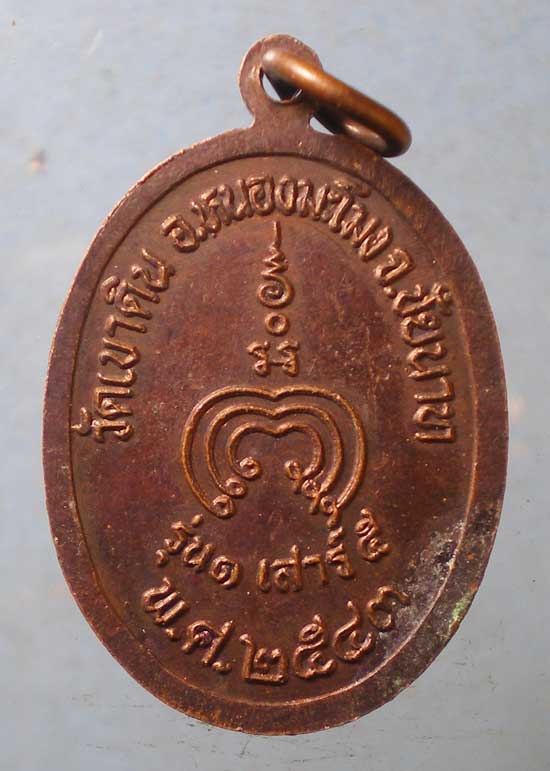 วัดเขาดิน อ.หนองมะโมง จ.ชัยนาท
รุ่น๑ เสาร์ ๕
พ.ศ.๒๕๔๓